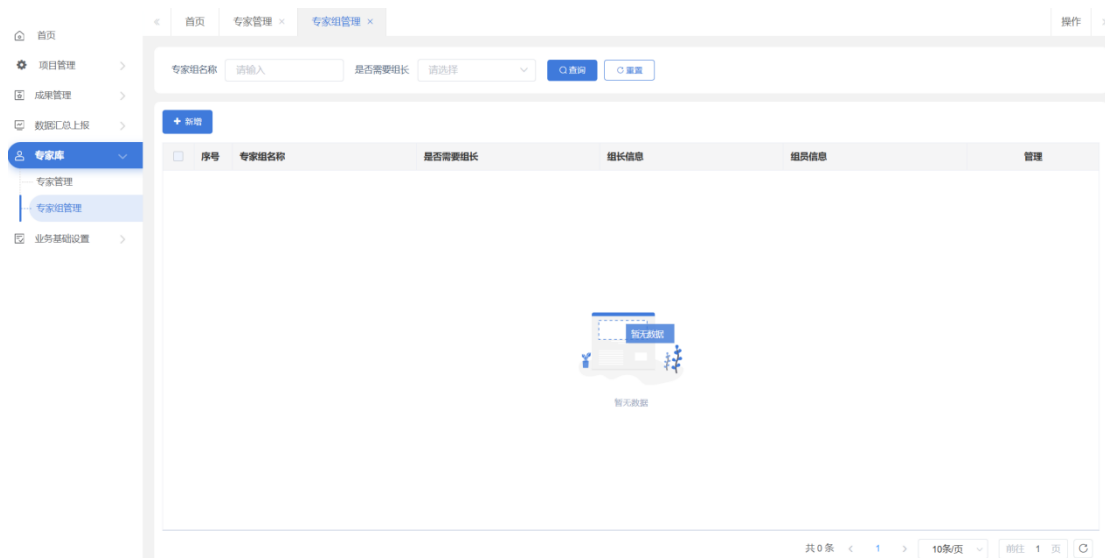 首页
项目管理
成果管理
数据汇总上报
专家库
专家管理
专家组管理
业务基础设置
首页 专家管理 × 专家组管理 × 操作
专家组名称 请输入 是否需要组长 请选择 查询 重置
+ 新增
序号 专家组名称 是否需要组长 组长信息 组员信息 管理
暂无数据
暂无数据
共 0 条 < 1 > 10条/页 前往 1 页